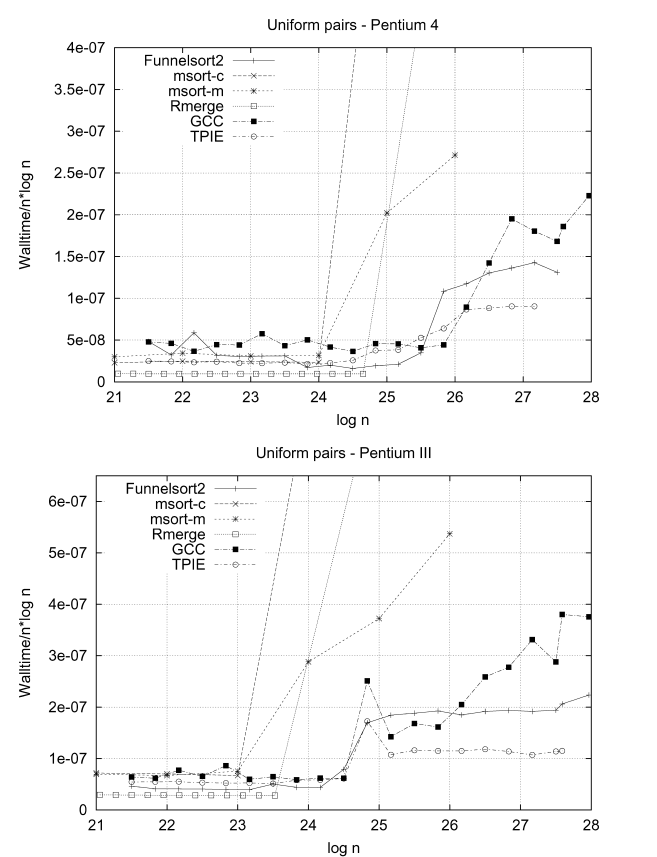 Uniform pairs - Pentium 4
4e-07
3.5e-07
3e-07
2.5e-07
2e-07
1.5e-07
1e-07
5e-08
0
Walltime/n*log n
Funnelsort2
msort-c
msort-m
Rmerge
GCC
TPIE
21 22 23 24 25 26 27 28
log n
Uniform pairs - Pentium III
6e-07
5e-07
4e-07
3e-07
2e-07
1e-07
0
Walltime/n*log n
Funnelsort2
msort-c
msort-m
Rmerge
GCC
TPIE
21 22 23 24 25 26 27 28
log n